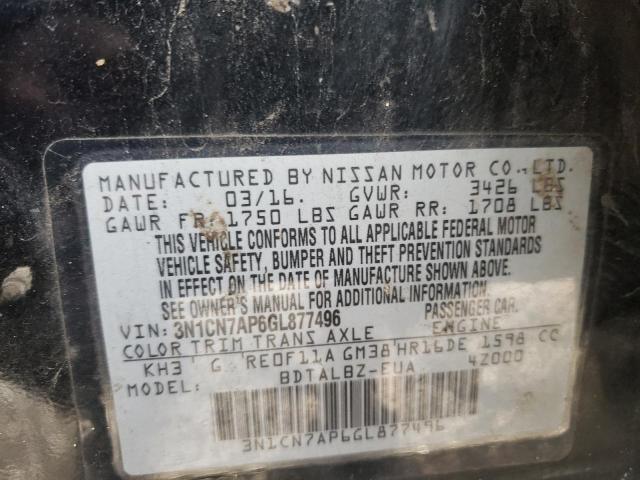 MANUFACTURED BY NISSAN MOTOR CO.,LTD.
DATE: 03/16. GVWR: 3426 LBS
GAWR FR: 1750 LBS GAWR RR: 1708 LBS
THIS VEHICLE CONFORMS TO ALL APPLICABLE FEDERAL MOTOR
VEHICLE SAFETY, BUMPER AND THEFT PREVENTION STANDARDS
IN EFFECT ON THE DATE OF MANUFACTURE SHOWN ABOVE.
SEE OWNER'S MANUAL FOR ADDITIONAL INFORMATION.
VIN: 3N1CN7AP6GL877496 PASSENGER CAR.
COLOR TRIM TRANS AXLE ENGINE
KH3 G RE0F11A GM38 HR16DE 1598 CC
MODEL: BDTALBZ-EUA 4Z000
3N1CN7AP6GL877496